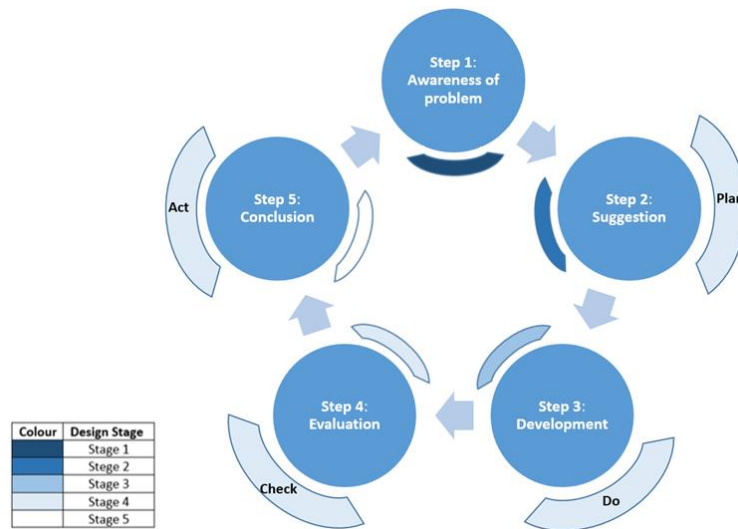 Step 1:
Awareness of
problem
Step 2:
Suggestion
Plan
Step 3:
Development
Do
Step 4:
Evaluation
Check
Step 5:
Conclusion
Act
Colour Design Stage
Stage 1
Stege 2
Stage 3
Stage 4
Stage 5